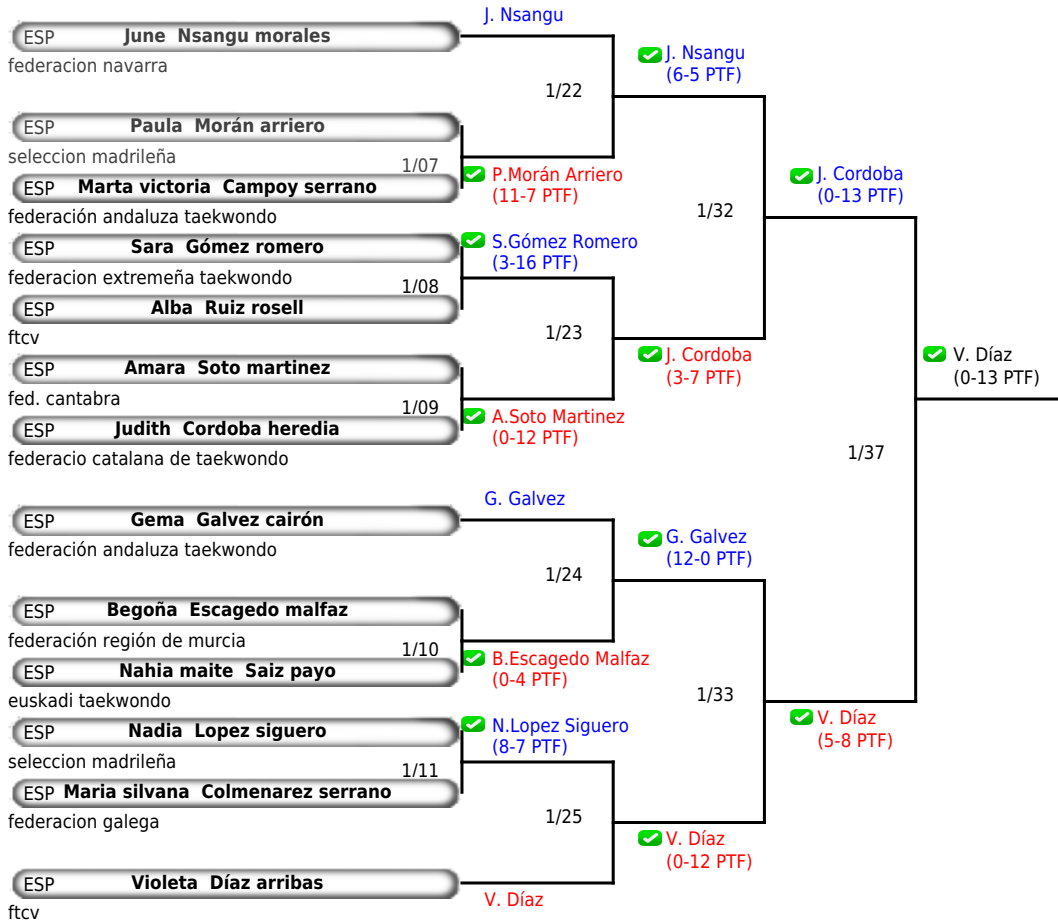 J. Nsangu
ESP June Nsangu morales
federacion navarra
J. Nsangu
(6-5 PTF)
1/22
ESP Paula Morán arriero
seleccion madrileña
1/07
P.Morán Arriero
(11-7 PTF)
ESP Marta victoria Campoy serrano
federación andaluza taekwondo
J. Cordoba
(0-13 PTF)
1/32
ESP Sara Gómez romero
federacion extremeña taekwondo
S.Gómez Romero
(3-16 PTF)
1/08
ESP Alba Ruiz rosell
ftcv
1/23
J. Cordoba
(3-7 PTF)
V. Díaz
(0-13 PTF)
ESP Amara Soto martinez
fed. cantabra
1/09
A.Soto Martinez
(0-12 PTF)
ESP Judith Cordoba heredia
federacio catalana de taekwondo
1/37
G. Galvez
ESP Gema Galvez cairón
federación andaluza taekwondo
G. Galvez
(12-0 PTF)
1/24
ESP Begoña Escagedo malfaz
federación región de murcia
1/10
B.Escagedo Malfaz
(0-4 PTF)
ESP Nahia maite Saiz payo
euskadi taekwondo
1/33
V. Díaz
(5-8 PTF)
ESP Nadia Lopez siguero
seleccion madrileña
N.Lopez Siguero
(8-7 PTF)
1/11
ESP Maria silvana Colmenarez serrano
federacion galega
1/25
V. Díaz
(0-12 PTF)
ESP Violeta Díaz arribas
ftcv
V. Díaz